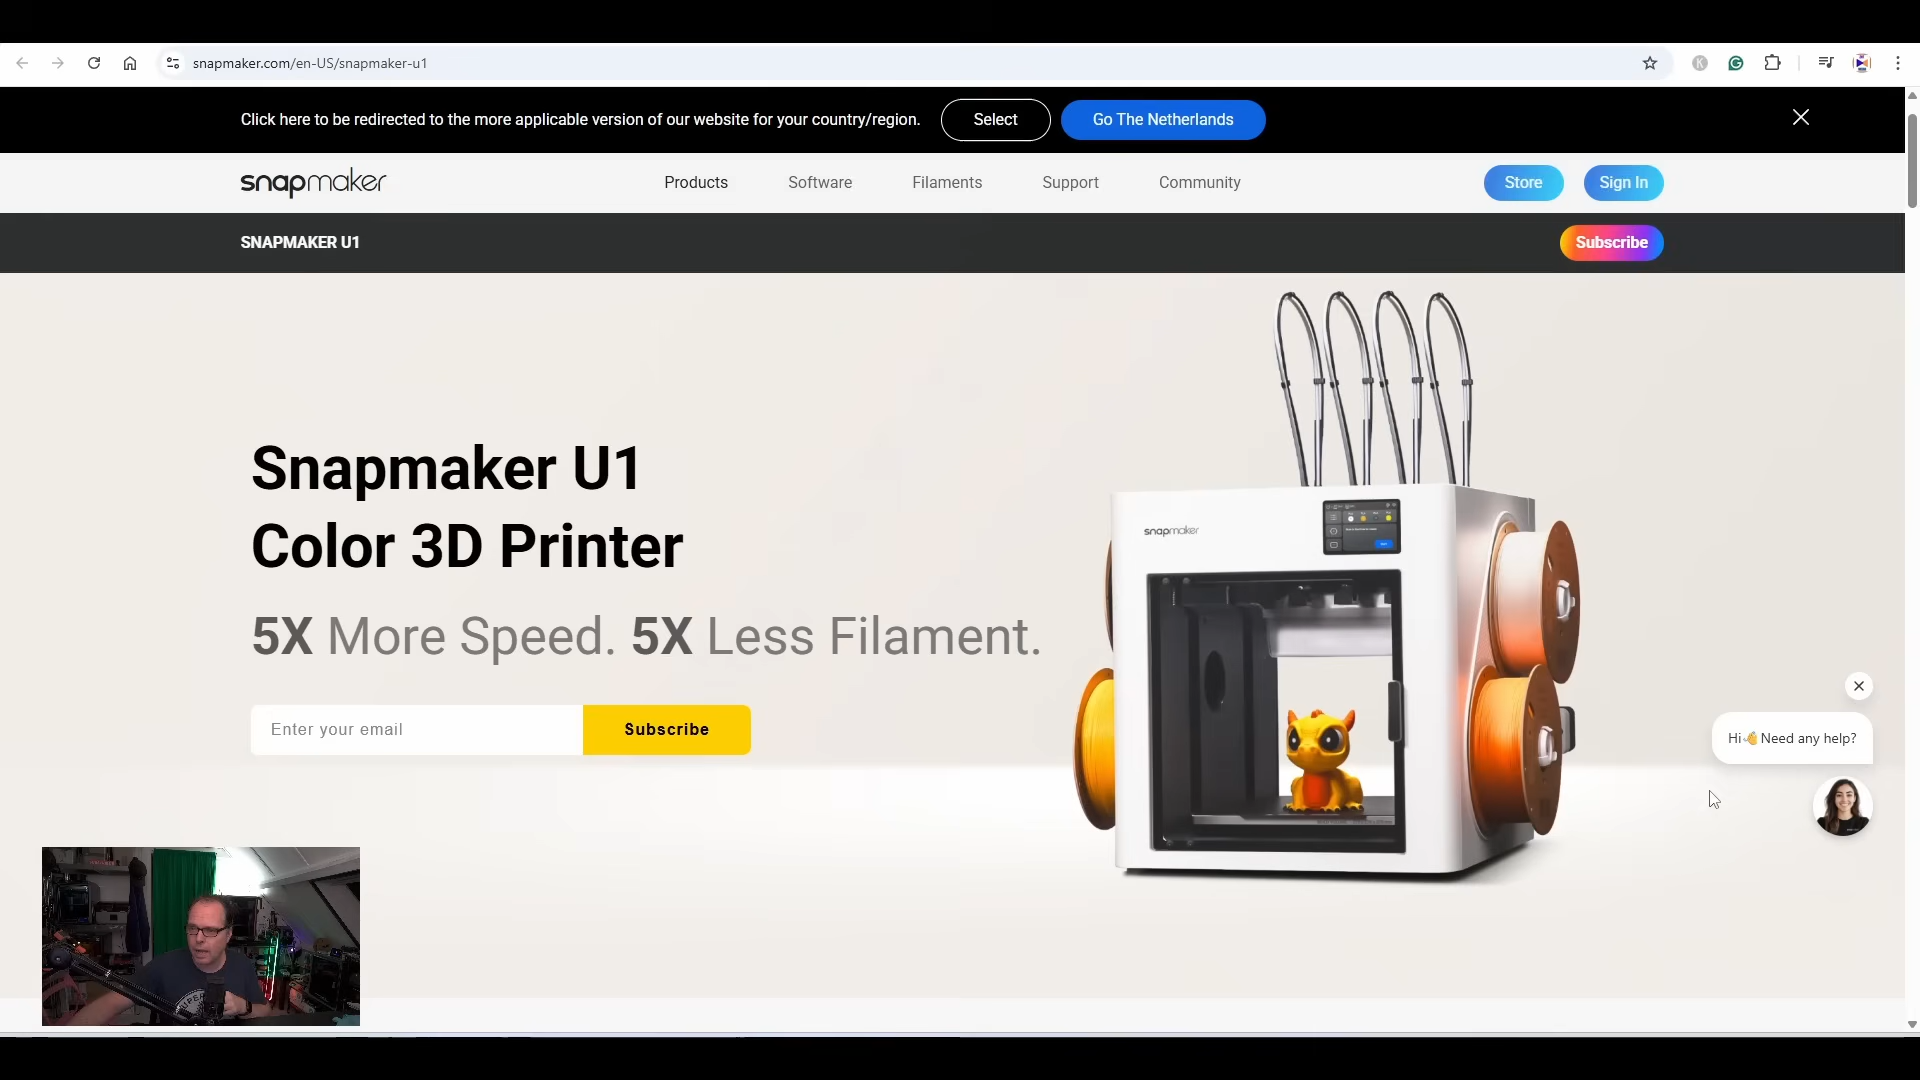 snapmaker.com/en-US/snapmaker-u1
Click here to be redirected to the more applicable version of our website for your country/region.
Select
Go The Netherlands
snapmaker
Products
Software
Filaments
Support
Community
Store
Sign In
SNAPMAKER U1
Subscribe
Snapmaker U1
Color 3D Printer
5X More Speed. 5X Less Filament.
Enter your email
Subscribe
snapmaker
Hi👋 Need any help?